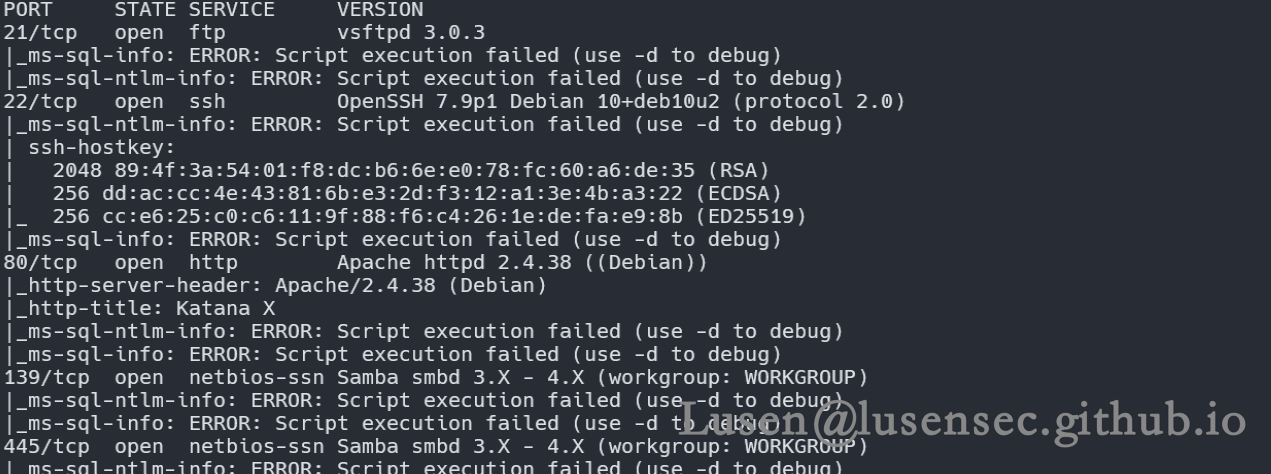 PORT    STATE SERVICE     VERSION
21/tcp   open  ftp         vsftpd 3.0.3
|_ms-sql-info: ERROR: Script execution failed (use -d to debug)
|_ms-sql-ntlm-info: ERROR: Script execution failed (use -d to debug)
22/tcp   open  ssh         OpenSSH 7.9p1 Debian 10+deb10u2 (protocol 2.0)
|_ms-sql-ntlm-info: ERROR: Script execution failed (use -d to debug)
| ssh-hostkey:
|   2048 89:4f:3a:54:01:f8:dc:b6:6e:e0:78:fc:60:a6:de:35 (RSA)
|   256 dd:ac:cc:4e:43:81:6b:e3:2d:f3:12:a1:3e:4b:a3:22 (ECDSA)
|_  256 cc:e6:25:c0:c6:11:9f:88:f6:c4:26:1e:de:fa:e9:8b (ED25519)
|_ms-sql-info: ERROR: Script execution failed (use -d to debug)
80/tcp   open  http        Apache httpd 2.4.38 ((Debian))
|_http-server-header: Apache/2.4.38 (Debian)
|_http-title: Katana X
|_ms-sql-ntlm-info: ERROR: Script execution failed (use -d to debug)
|_ms-sql-info: ERROR: Script execution failed (use -d to debug)
139/tcp  open  netbios-ssn Samba smbd 3.X - 4.X (workgroup: WORKGROUP)
|_ms-sql-ntlm-info: ERROR: Script execution failed (use -d to debug)
|_ms-sql-info: ERROR: Script execution failed (use -d to debug)
Lusen@lusensec.github.io
445/tcp  open  netbios-ssn Samba smbd 3.X - 4.X (workgroup: WORKGROUP)
|_ms-sql-ntlm-info: ERROR: Script execution failed (use -d to debug)